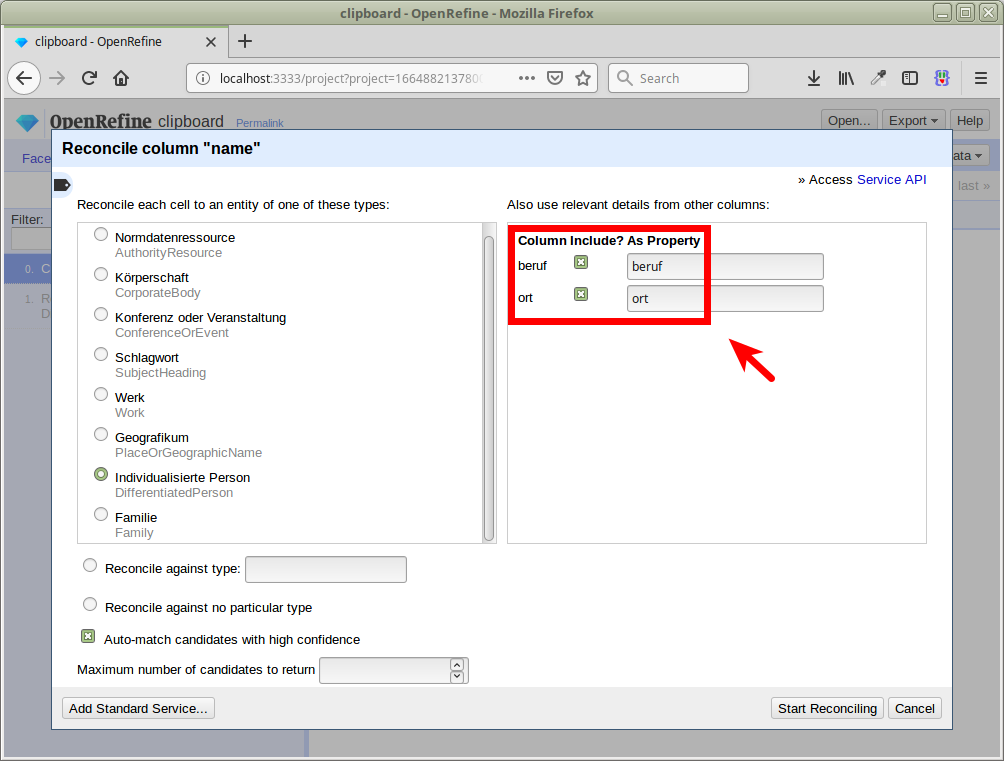 clipboard - OpenRefine - Mozilla Firefox
clipboard - OpenRefine
localhost:3333/project?project=166488213780
Search
OpenRefine clipboard Permalink
Open... Export Help
Reconcile column "name"
Face
ata
» Access Service API
last »
Reconcile each cell to an entity of one of these types:
Also use relevant details from other columns:
Filter:
Column Include? As Property
beruf beruf
ort ort
0. C
1. R
D
Normdatenressource
AuthorityResource
Körperschaft
CorporateBody
Konferenz oder Veranstaltung
ConferenceOrEvent
Schlagwort
SubjectHeading
Werk
Work
Geografikum
PlaceOrGeographicName
Individualisierte Person
DifferentiatedPerson
Familie
Family
Reconcile against type:
Reconcile against no particular type
Auto-match candidates with high confidence
Maximum number of candidates to return
Add Standard Service...
Start Reconciling Cancel